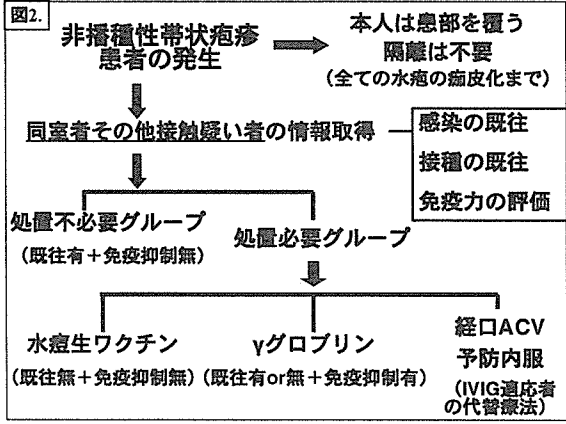 図2.
非播種性帯状疱疹
患者の発生
本人は患部を覆う
隔離は不要
(全ての水疱の痂皮化まで)
同室者その他接触疑い者の情報取得
感染の既往
接種の既往
免疫力の評価
処置不必要グループ
(既往有+免疫抑制無)
処置必要グループ
水痘生ワクチン
(既往無+免疫抑制無)
γグロブリン
(既往有or無+免疫抑制有)
経口ACV
予防内服
(IVIG適応者
の代替療法)